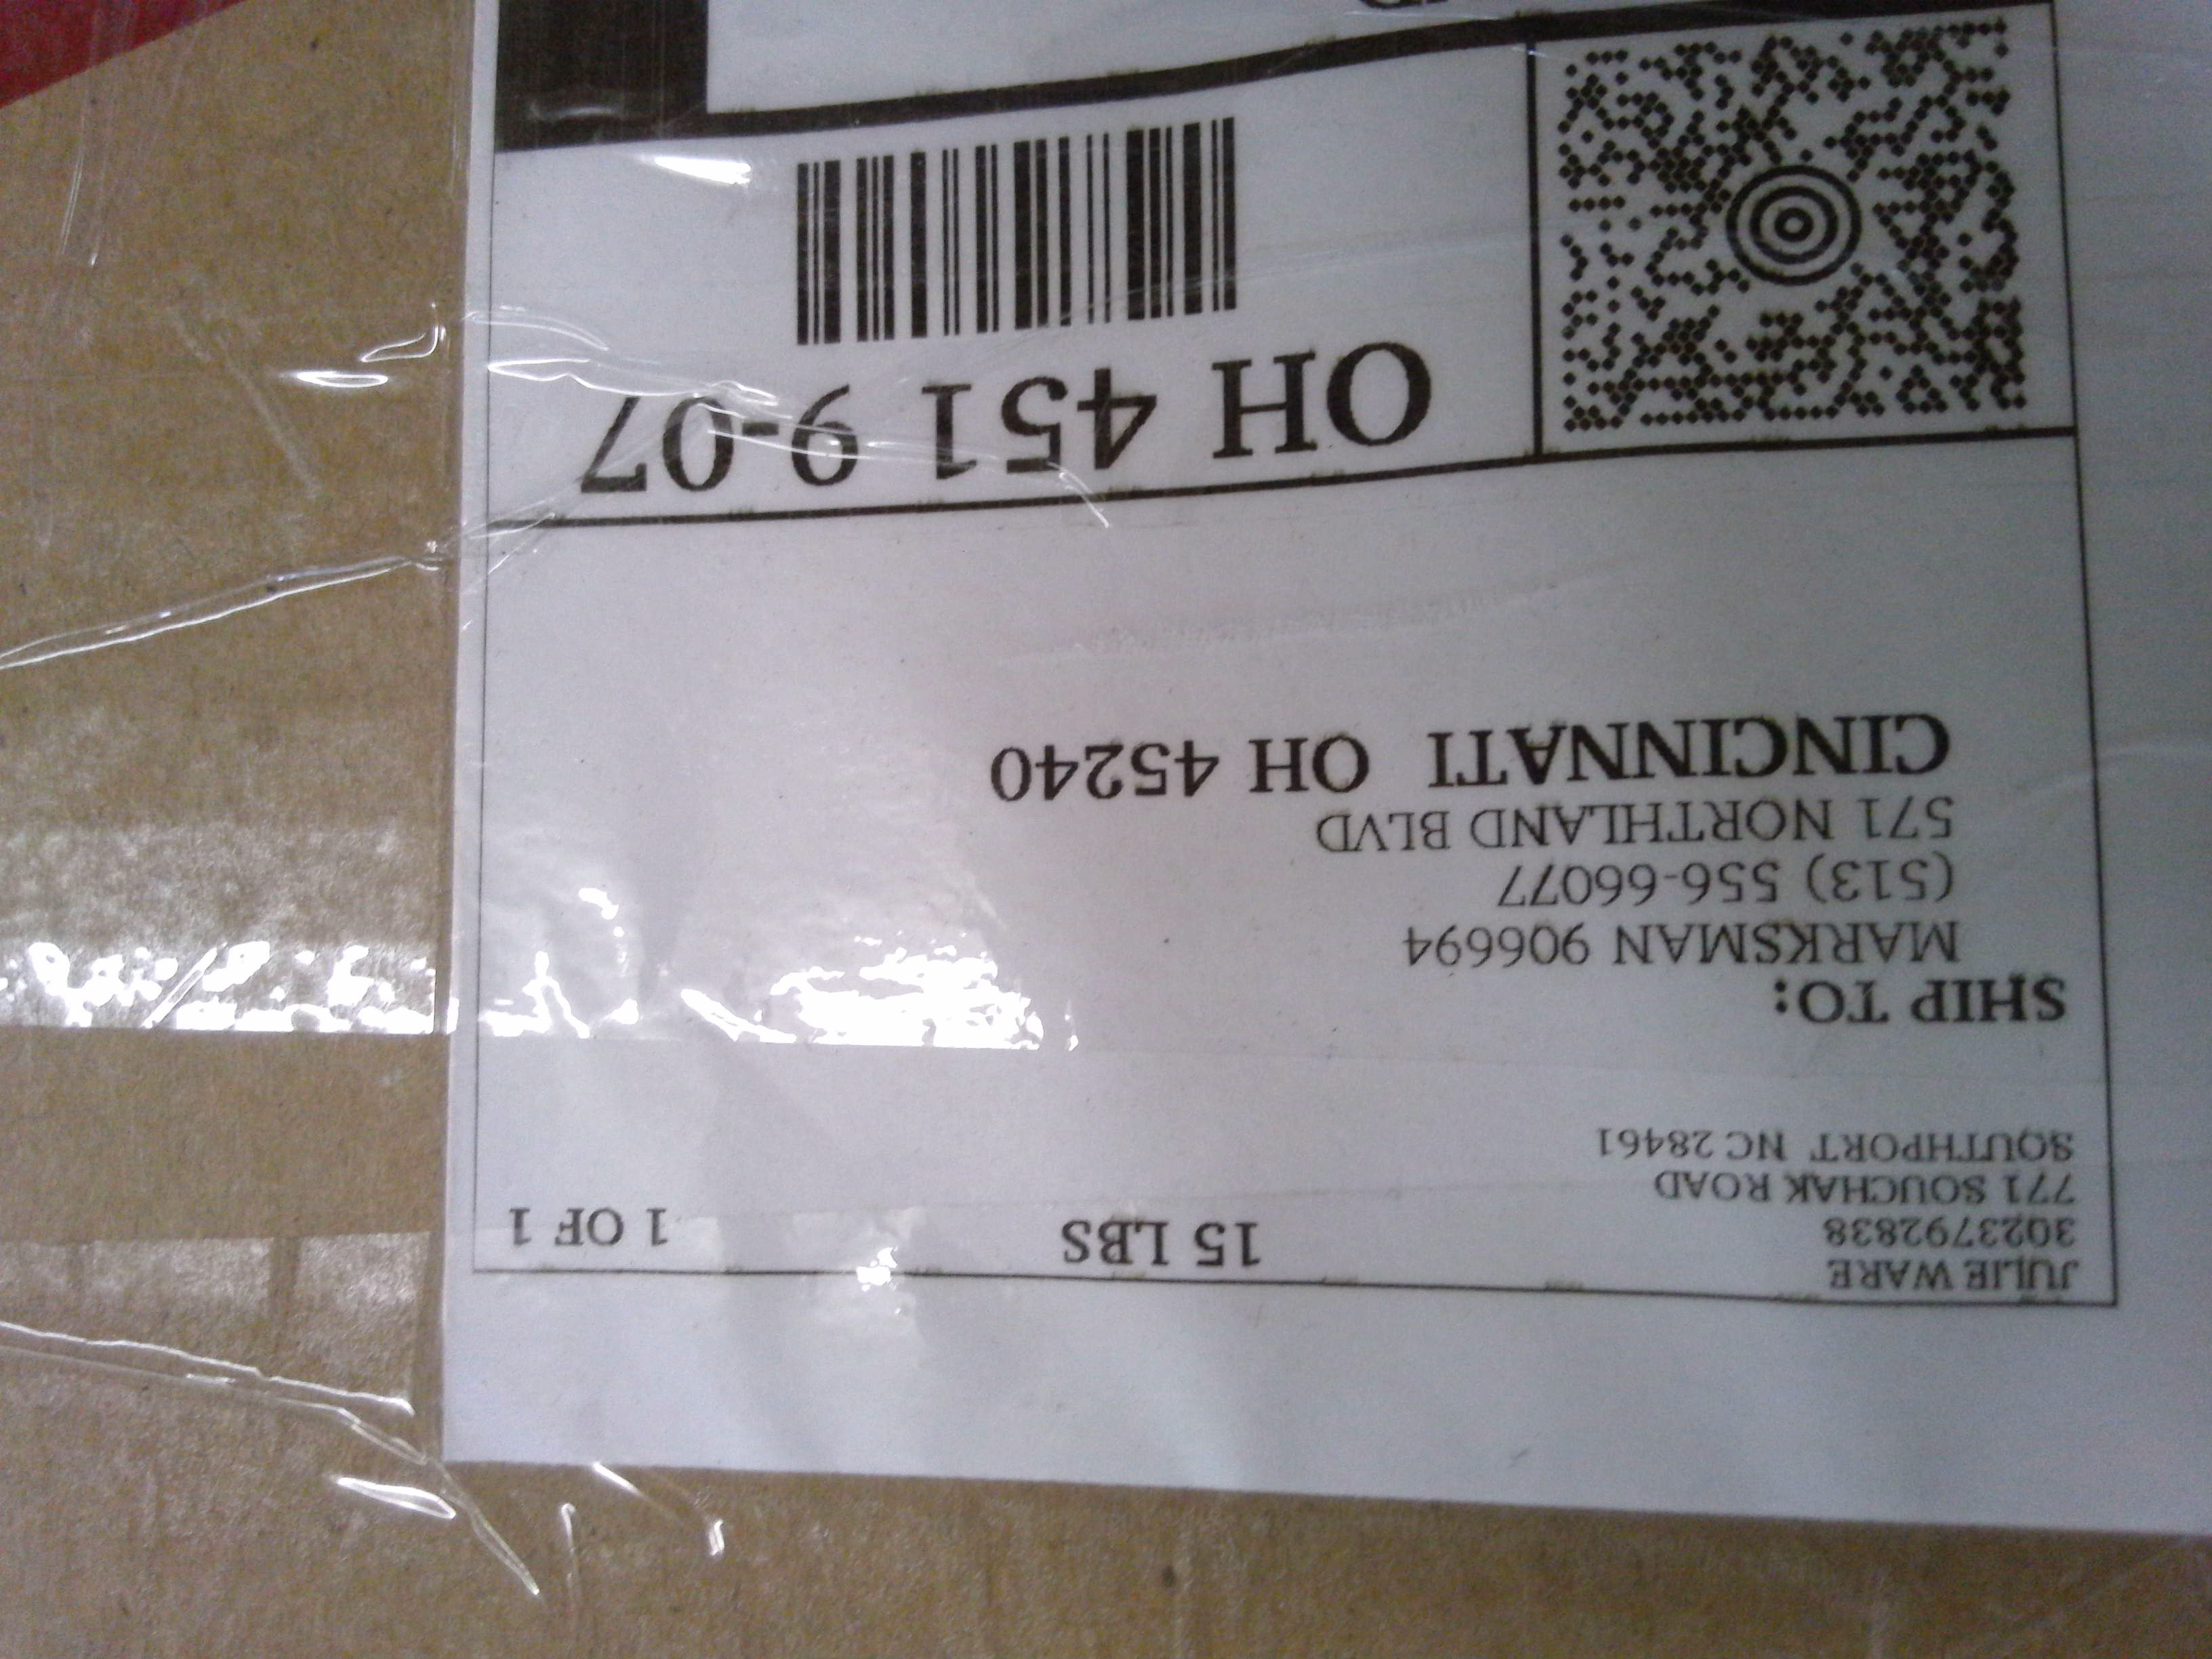 JULIE WARE
3023792838
771 SOUCHAK ROAD
SOUTHPORT NC 28461
15 LBS
1 OF 1
SHIP TO:
MARKSMAN 906694
(513) 556-66077
571 NORTHLAND BLVD
CINCINNATI OH 45240
OH 451 9-07